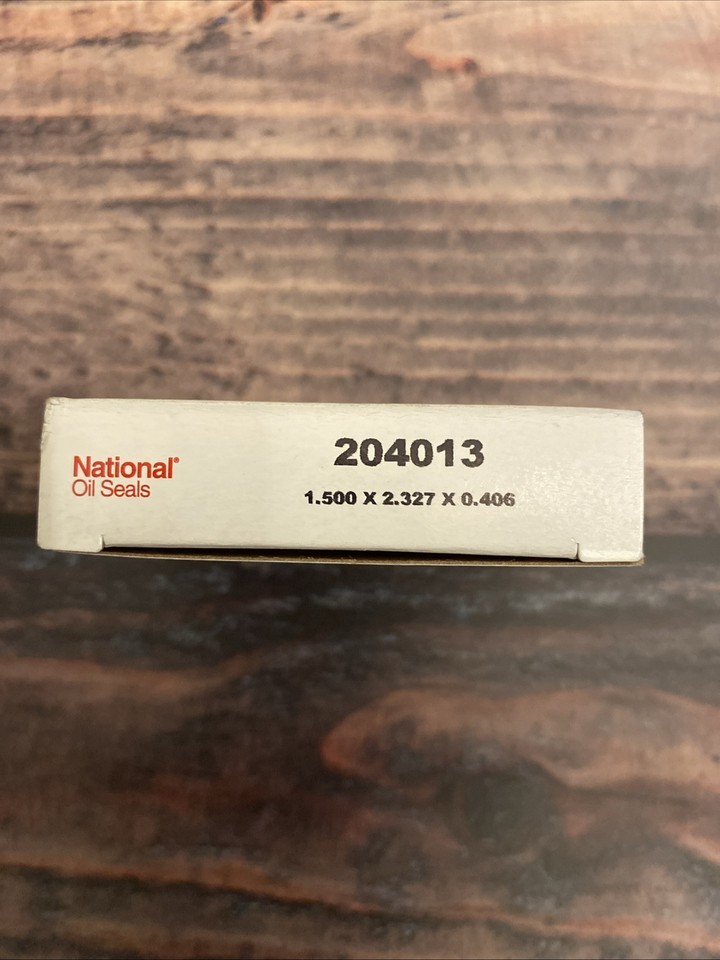 National®
Oil Seals
204013
1.500 X 2.327 X 0.406